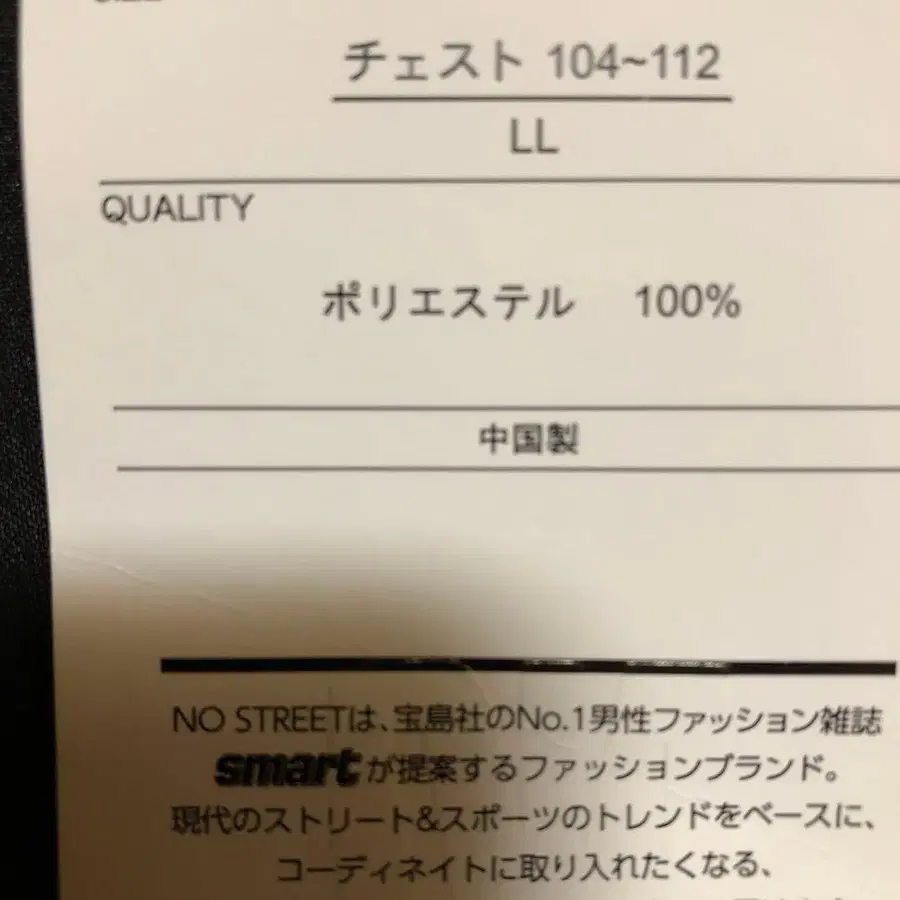 チェスト 104~112
LL
QUALITY
ポリエステル 100%
中国製
NO STREETは、宝島社のNo.1男性ファッション雑誌
smartが提案するファッションブランド。
現代のストリート&スポーツのトレンドをベースに、
コーディネイトに取り入れたくなる、